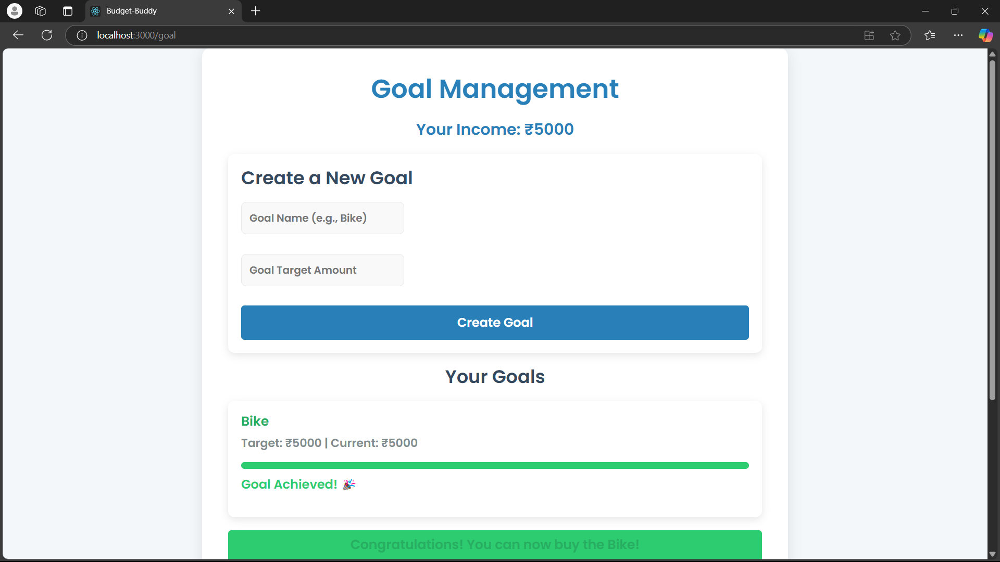 Budget-Buddy
localhost:3000/goal
Goal Management
Your Income: ₹5000
Create a New Goal
Goal Name (e.g., Bike)
Goal Target Amount
Create Goal
Your Goals
Bike
Target: ₹5000 | Current: ₹5000
Goal Achieved! 🎉
Congratulations! You can now buy the Bike!